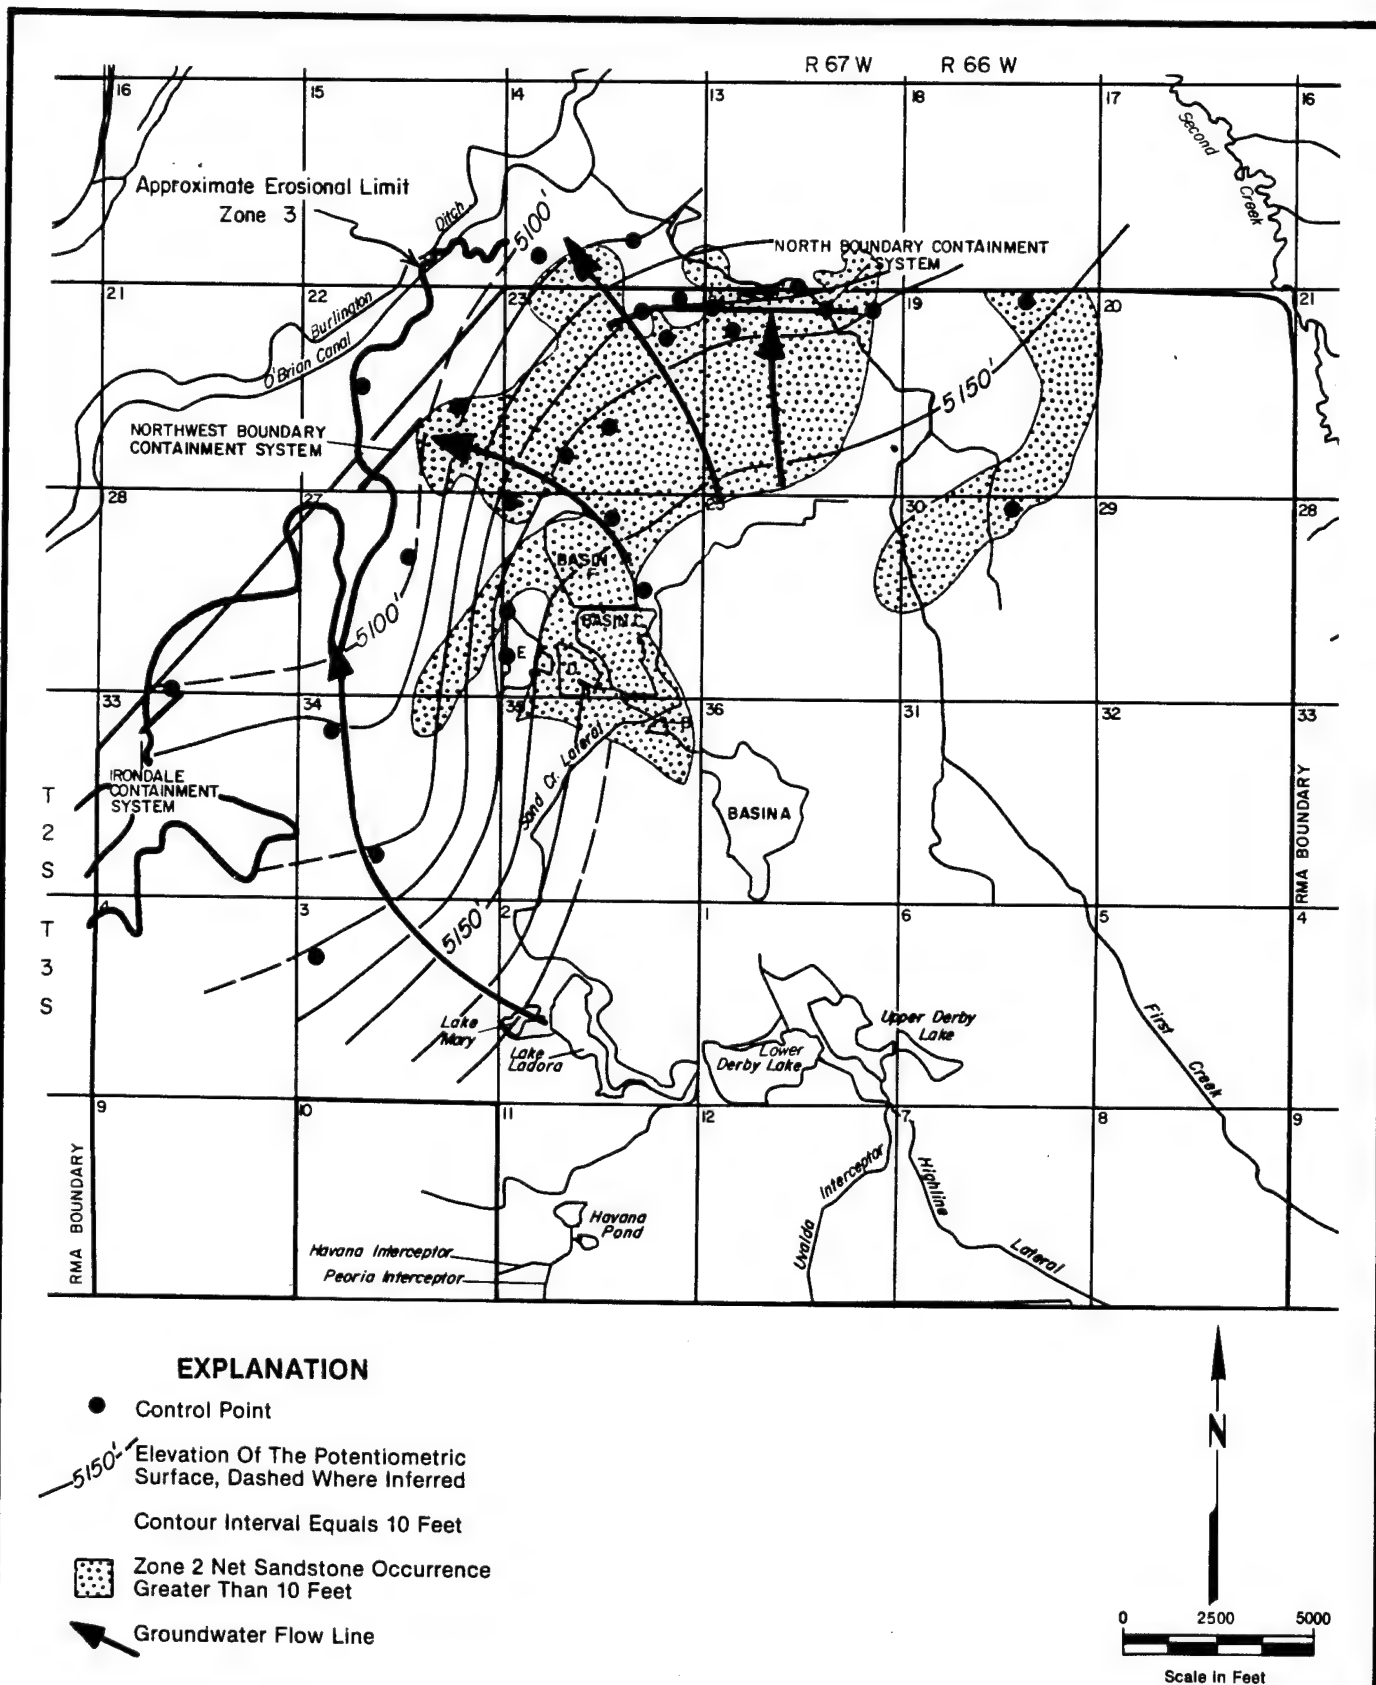 R 67 W R 66 W
16 15 14 13 18 17 16
Second
Creek
Approximate Erosional Limit
Zone 3
Ditch
5100'
NORTH BOUNDARY CONTAINMENT
SYSTEM
21 22 23 24 19 20 21
Burlington
O'Brian Canal
5150'
NORTHWEST BOUNDARY
CONTAINMENT SYSTEM
28 27 25 30 29 28
BASIN
F
BASIN C
5100'
E
D
33 34 35 36 31 32 33
B
Sand Cr. Lateral
IRONDALE
CONTAINMENT
SYSTEM
BASIN A
RMA BOUNDARY
T
2
S
T
3
S
4 3 2 1 6 5 4
5150'
Lake
Mary
Lake
Ladora
Lower
Derby Lake
Upper Derby
Lake
First
Creek
9 10 11 12 7 8 9
RMA BOUNDARY
Uvalda
Interceptor
Highline
Lateral
Havana
Pond
Havana Interceptor
Peoria Interceptor
EXPLANATION
Control Point
5150'
Elevation Of The Potentiometric
Surface, Dashed Where Inferred
Contour Interval Equals 10 Feet
Zone 2 Net Sandstone Occurrence
Greater Than 10 Feet
Groundwater Flow Line
N
0 2500 5000
Scale in Feet